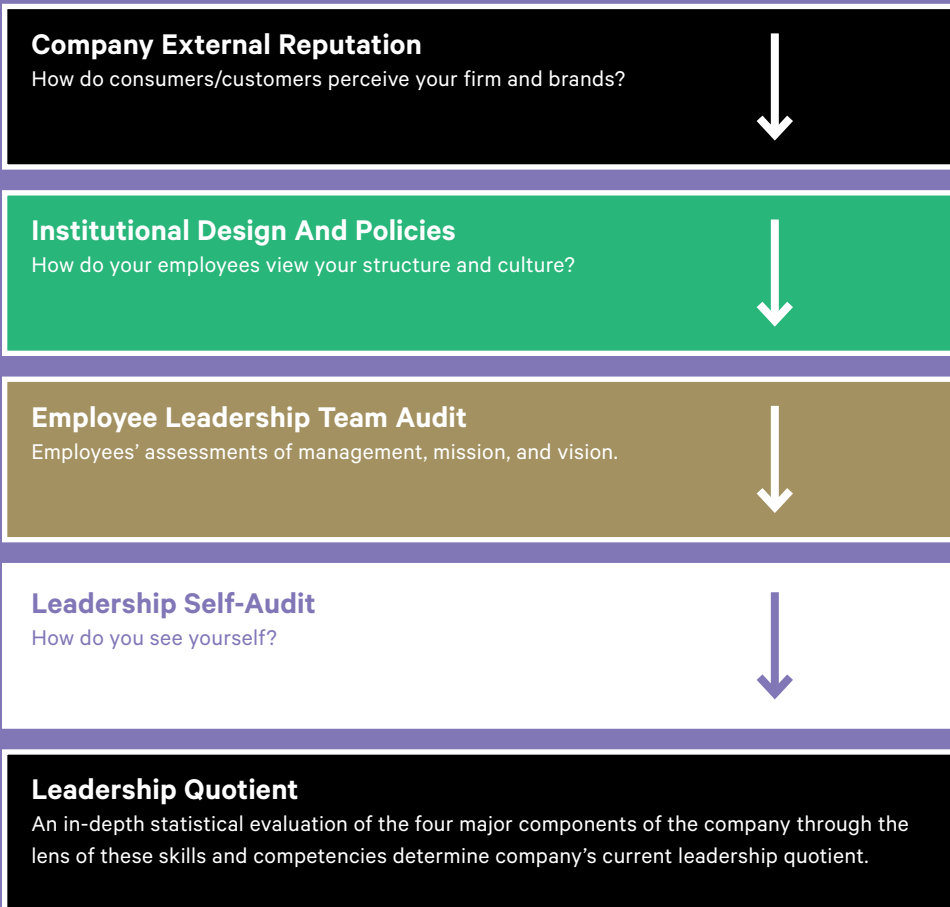 Company External Reputation
How do consumers/customers perceive your firm and brands?
Institutional Design And Policies
How do your employees view your structure and culture?
Employee Leadership Team Audit
Employees’ assessments of management, mission, and vision.
Leadership Self-Audit
How do you see yourself?
Leadership Quotient
An in-depth statistical evaluation of the four major components of the company through the
lens of these skills and competencies determine company’s current leadership quotient.